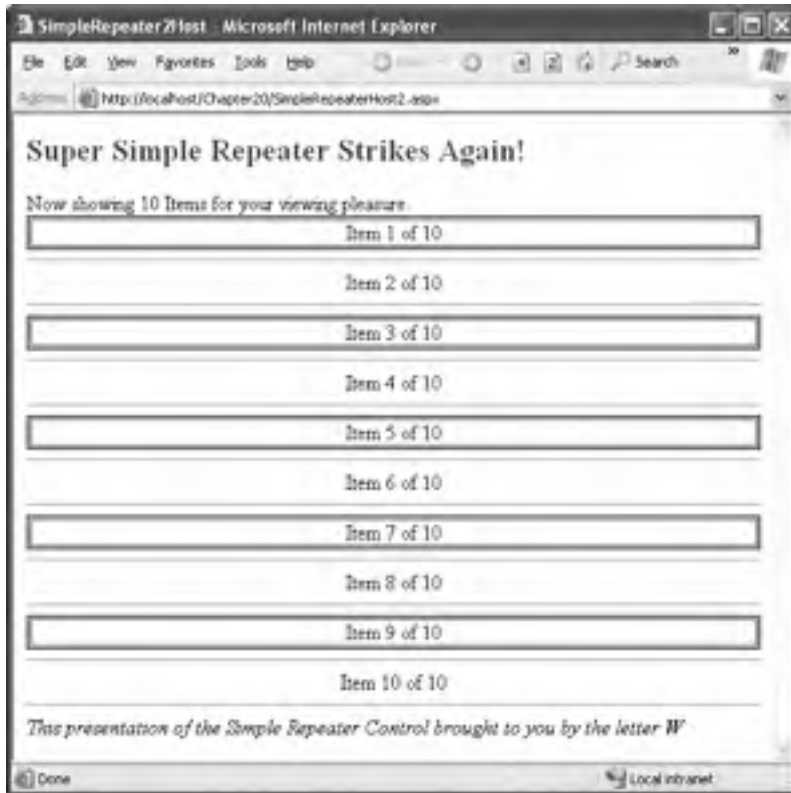 SimpleRepeater2Host - Microsoft Internet Explorer
File Edit View Favorites Tools Help Search »
Address http://localhost/Chapter20/SimpleRepeaterHost2.aspx
Super Simple Repeater Strikes Again!
Now showing 10 Items for your viewing pleasure.
Item 1 of 10
Item 2 of 10
Item 3 of 10
Item 4 of 10
Item 5 of 10
Item 6 of 10
Item 7 of 10
Item 8 of 10
Item 9 of 10
Item 10 of 10
This presentation of the Simple Repeater Control brought to you by the letter W
Done Local intranet